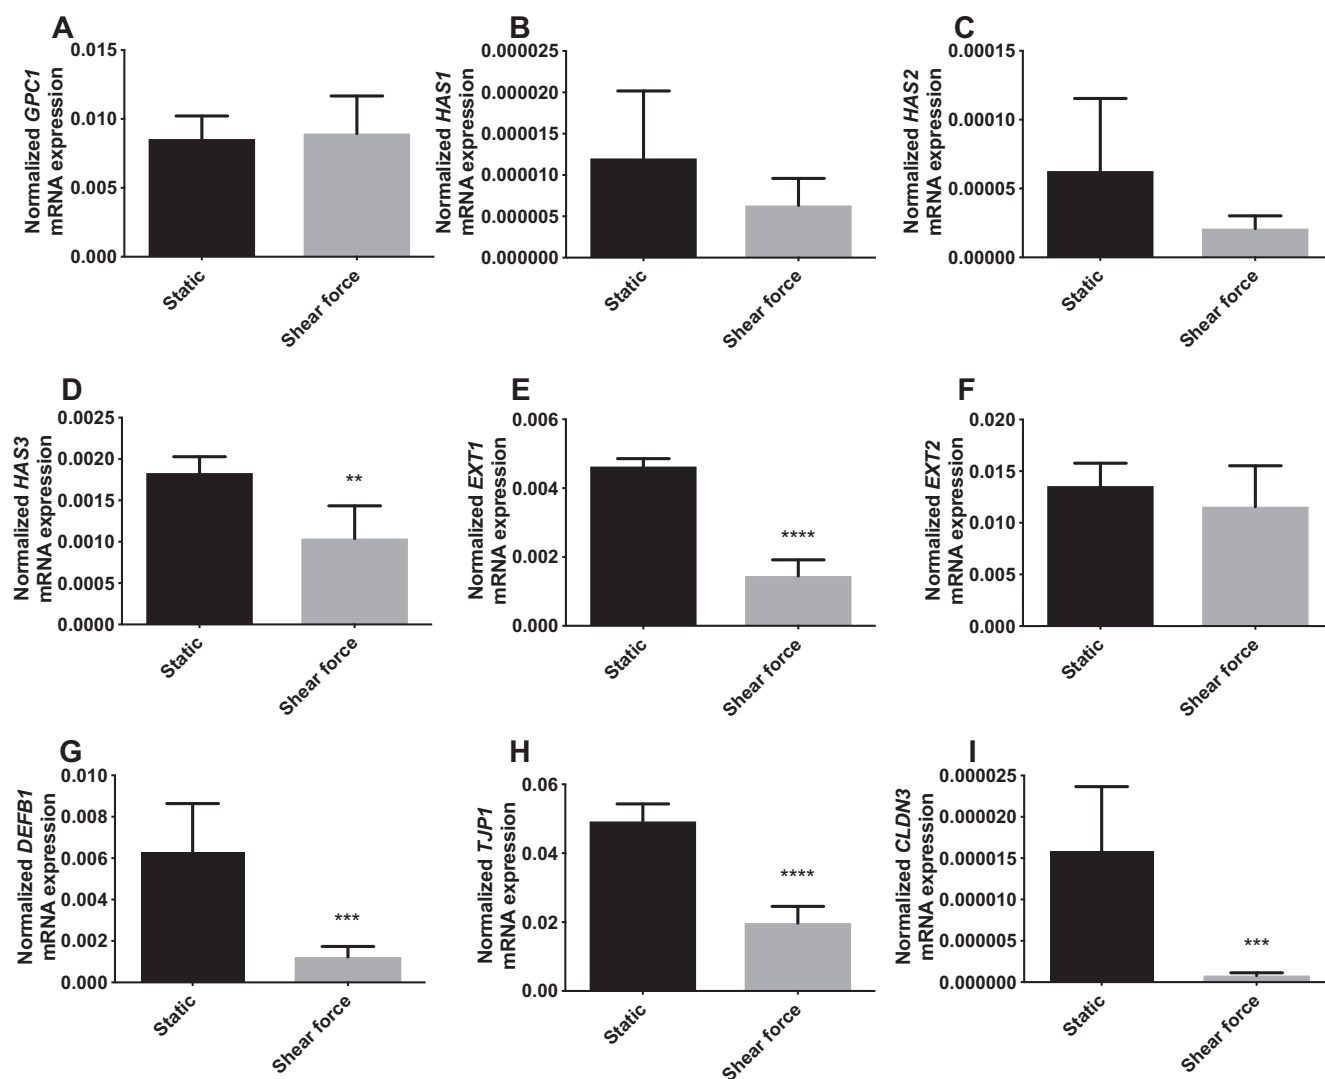 A
Normalized GPC1
mRNA expression
0.015
0.010
0.005
0.000
Static
Shear force
B
Normalized HAS1
mRNA expression
0.000025
0.000020
0.000015
0.000010
0.000005
0.000000
Static
Shear force
C
Normalized HAS2
mRNA expression
0.00015
0.00010
0.00005
0.00000
Static
Shear force
D
Normalized HAS3
mRNA expression
0.0025
0.0020
0.0015
0.0010
0.0005
0.0000
**
Static
Shear force
E
Normalized EXT1
mRNA expression
0.006
0.004
0.002
0.000
****
Static
Shear force
F
Normalized EXT2
mRNA expression
0.020
0.015
0.010
0.005
0.000
Static
Shear force
G
Normalized DEFB1
mRNA expression
0.010
0.008
0.006
0.004
0.002
0.000
***
Static
Shear force
H
Normalized TJP1
mRNA expression
0.06
0.04
0.02
0.00
****
Static
Shear force
I
Normalized CLDN3
mRNA expression
0.000025
0.000020
0.000015
0.000010
0.000005
0.000000
***
Static
Shear force